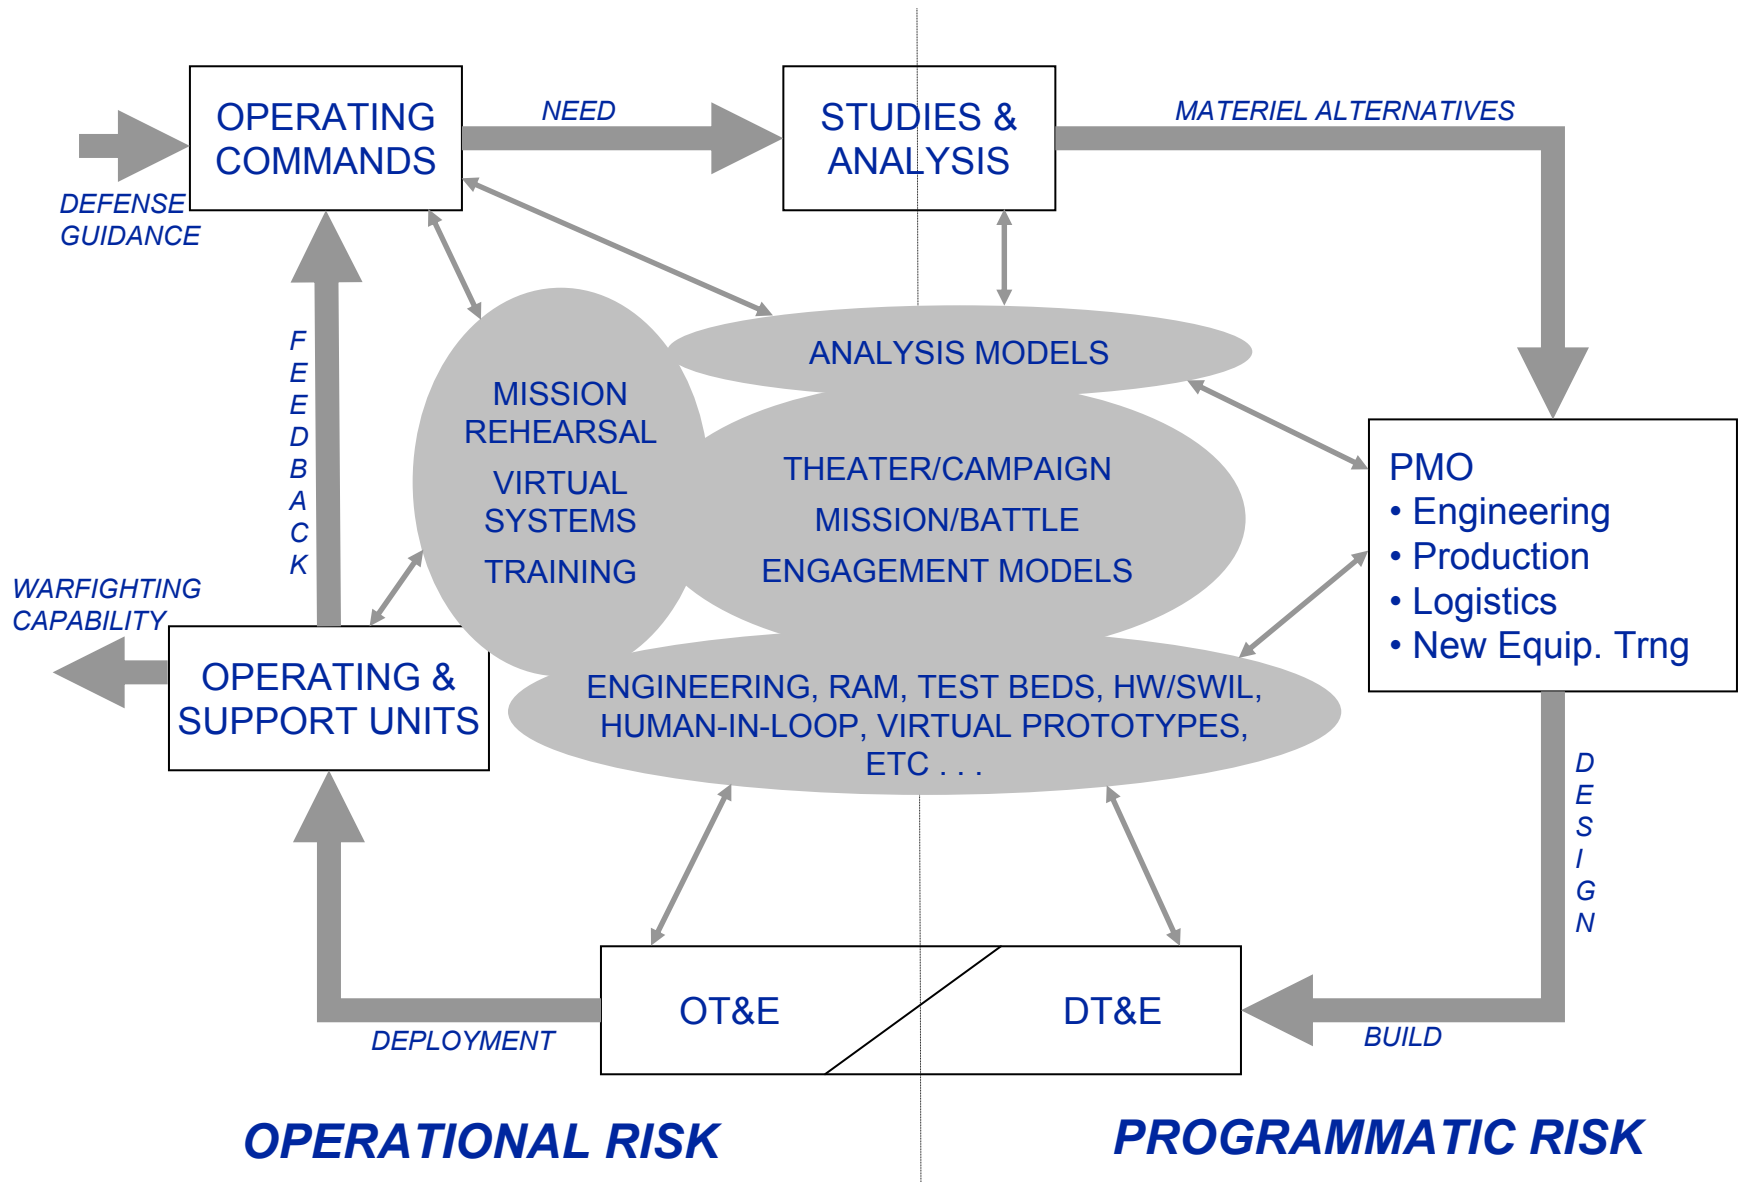 OPERATING
COMMANDS
NEED
STUDIES &
ANALYSIS
MATERIEL ALTERNATIVES
DEFENSE
GUIDANCE
FEEDBACK
ANALYSIS MODELS
MISSION
REHEARSAL
VIRTUAL
SYSTEMS
TRAINING
THEATER/CAMPAIGN
MISSION/BATTLE
ENGAGEMENT MODELS
PMO
• Engineering
• Production
• Logistics
• New Equip. Trng
WARFIGHTING
CAPABILITY
OPERATING &
SUPPORT UNITS
ENGINEERING, RAM, TEST BEDS, HW/SWIL,
HUMAN-IN-LOOP, VIRTUAL PROTOTYPES,
ETC . . .
DESIGN
OT&E
DT&E
DEPLOYMENT
BUILD
OPERATIONAL RISK
PROGRAMMATIC RISK